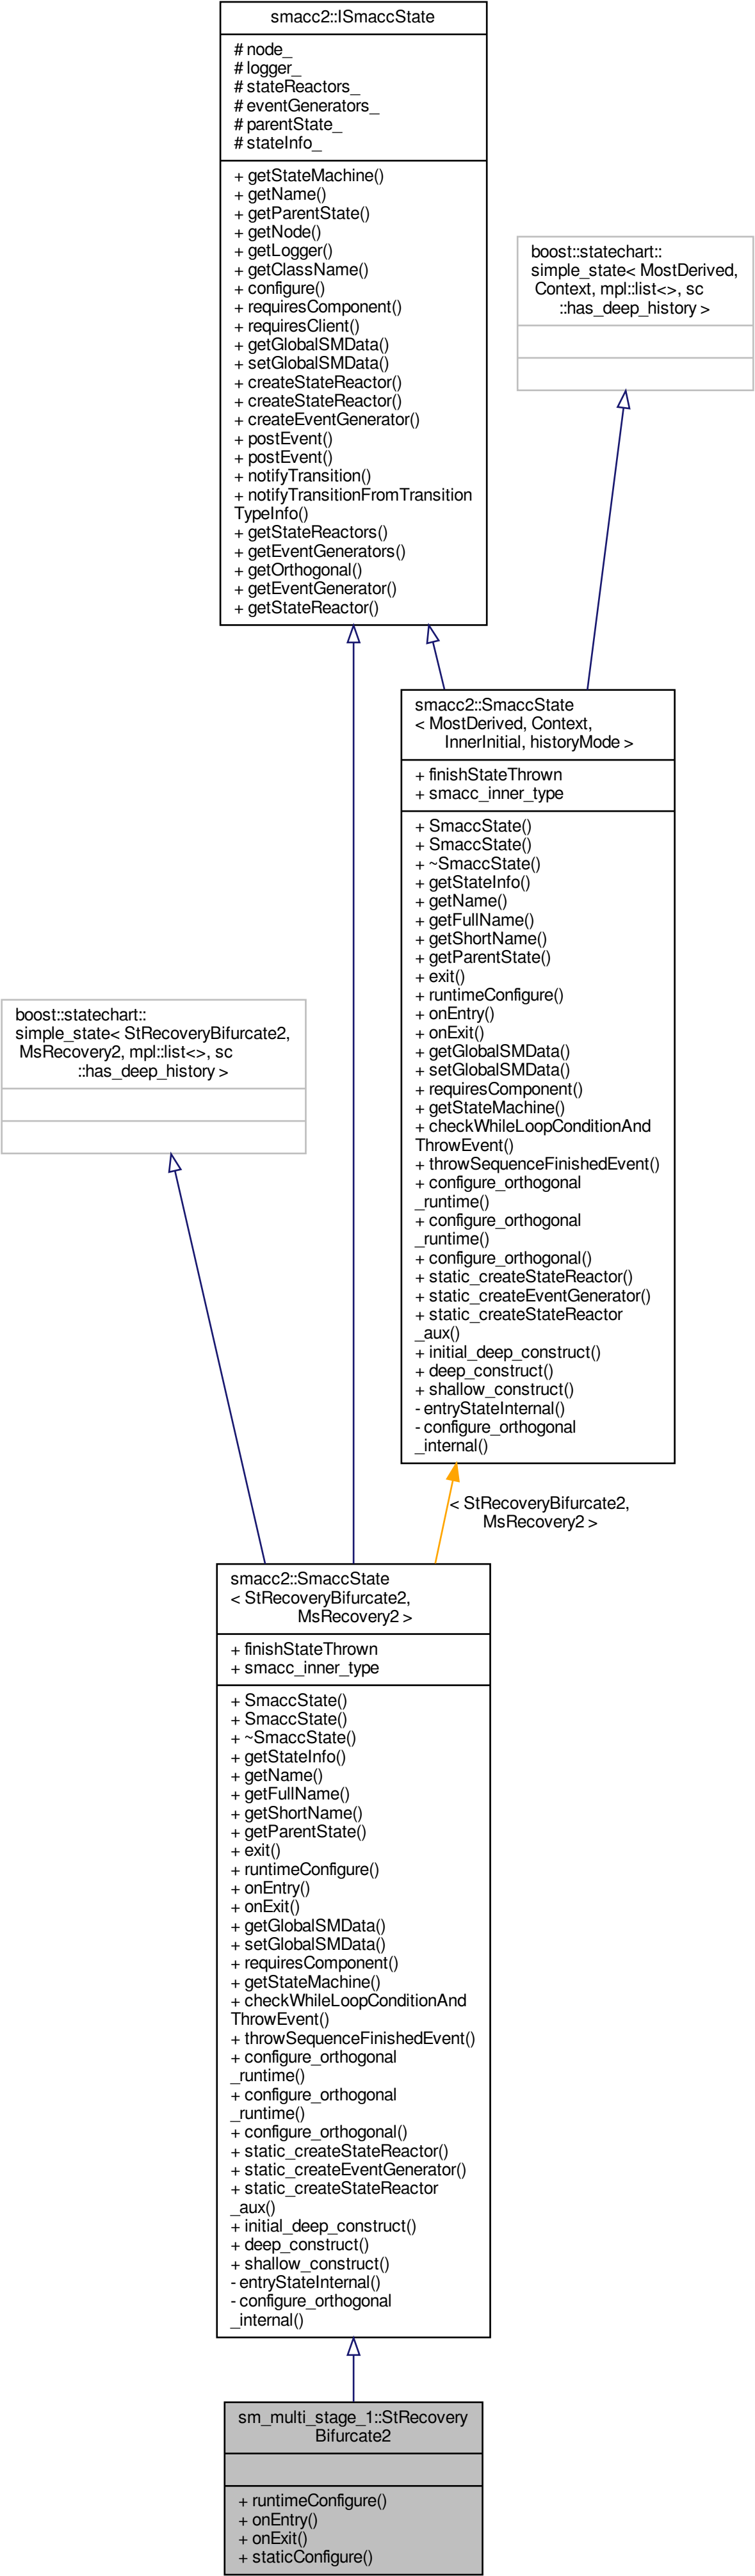 smacc2::ISmaccState
# node_
# logger_
# stateReactors_
# eventGenerators_
# parentState_
# stateInfo_
+ getStateMachine()
+ getName()
+ getParentState()
+ getNode()
+ getLogger()
+ getClassName()
+ configure()
+ requiresComponent()
+ requiresClient()
+ getGlobalSMData()
+ setGlobalSMData()
+ createStateReactor()
+ createStateReactor()
+ createEventGenerator()
+ postEvent()
+ postEvent()
+ notifyTransition()
+ notifyTransitionFromTransition
TypeInfo()
+ getStateReactors()
+ getEventGenerators()
+ getOrthogonal()
+ getEventGenerator()
+ getStateReactor()
boost::statechart::
simple_state< MostDerived,
Context, mpl::list<>, sc
::has_deep_history >
smacc2::SmaccState
< MostDerived, Context,
InnerInitial, historyMode >
+ finishStateThrown
+ smacc_inner_type
+ SmaccState()
+ SmaccState()
+ ~SmaccState()
+ getStateInfo()
+ getName()
+ getFullName()
+ getShortName()
+ getParentState()
+ exit()
+ runtimeConfigure()
+ onEntry()
+ onExit()
+ getGlobalSMData()
+ setGlobalSMData()
+ requiresComponent()
+ getStateMachine()
+ checkWhileLoopConditionAnd
ThrowEvent()
+ throwSequenceFinishedEvent()
+ configure_orthogonal
_runtime()
+ configure_orthogonal
_runtime()
+ configure_orthogonal()
+ static_createStateReactor()
+ static_createEventGenerator()
+ static_createStateReactor
_aux()
+ initial_deep_construct()
+ deep_construct()
+ shallow_construct()
- entryStateInternal()
- configure_orthogonal
_internal()
boost::statechart::
simple_state< StRecoveryBifurcate2,
MsRecovery2, mpl::list<>, sc
::has_deep_history >
< StRecoveryBifurcate2,
MsRecovery2 >
smacc2::SmaccState
< StRecoveryBifurcate2,
MsRecovery2 >
+ finishStateThrown
+ smacc_inner_type
+ SmaccState()
+ SmaccState()
+ ~SmaccState()
+ getStateInfo()
+ getName()
+ getFullName()
+ getShortName()
+ getParentState()
+ exit()
+ runtimeConfigure()
+ onEntry()
+ onExit()
+ getGlobalSMData()
+ setGlobalSMData()
+ requiresComponent()
+ getStateMachine()
+ checkWhileLoopConditionAnd
ThrowEvent()
+ throwSequenceFinishedEvent()
+ configure_orthogonal
_runtime()
+ configure_orthogonal
_runtime()
+ configure_orthogonal()
+ static_createStateReactor()
+ static_createEventGenerator()
+ static_createStateReactor
_aux()
+ initial_deep_construct()
+ deep_construct()
+ shallow_construct()
- entryStateInternal()
- configure_orthogonal
_internal()
sm_multi_stage_1::StRecovery
Bifurcate2
+ runtimeConfigure()
+ onEntry()
+ onExit()
+ staticConfigure()